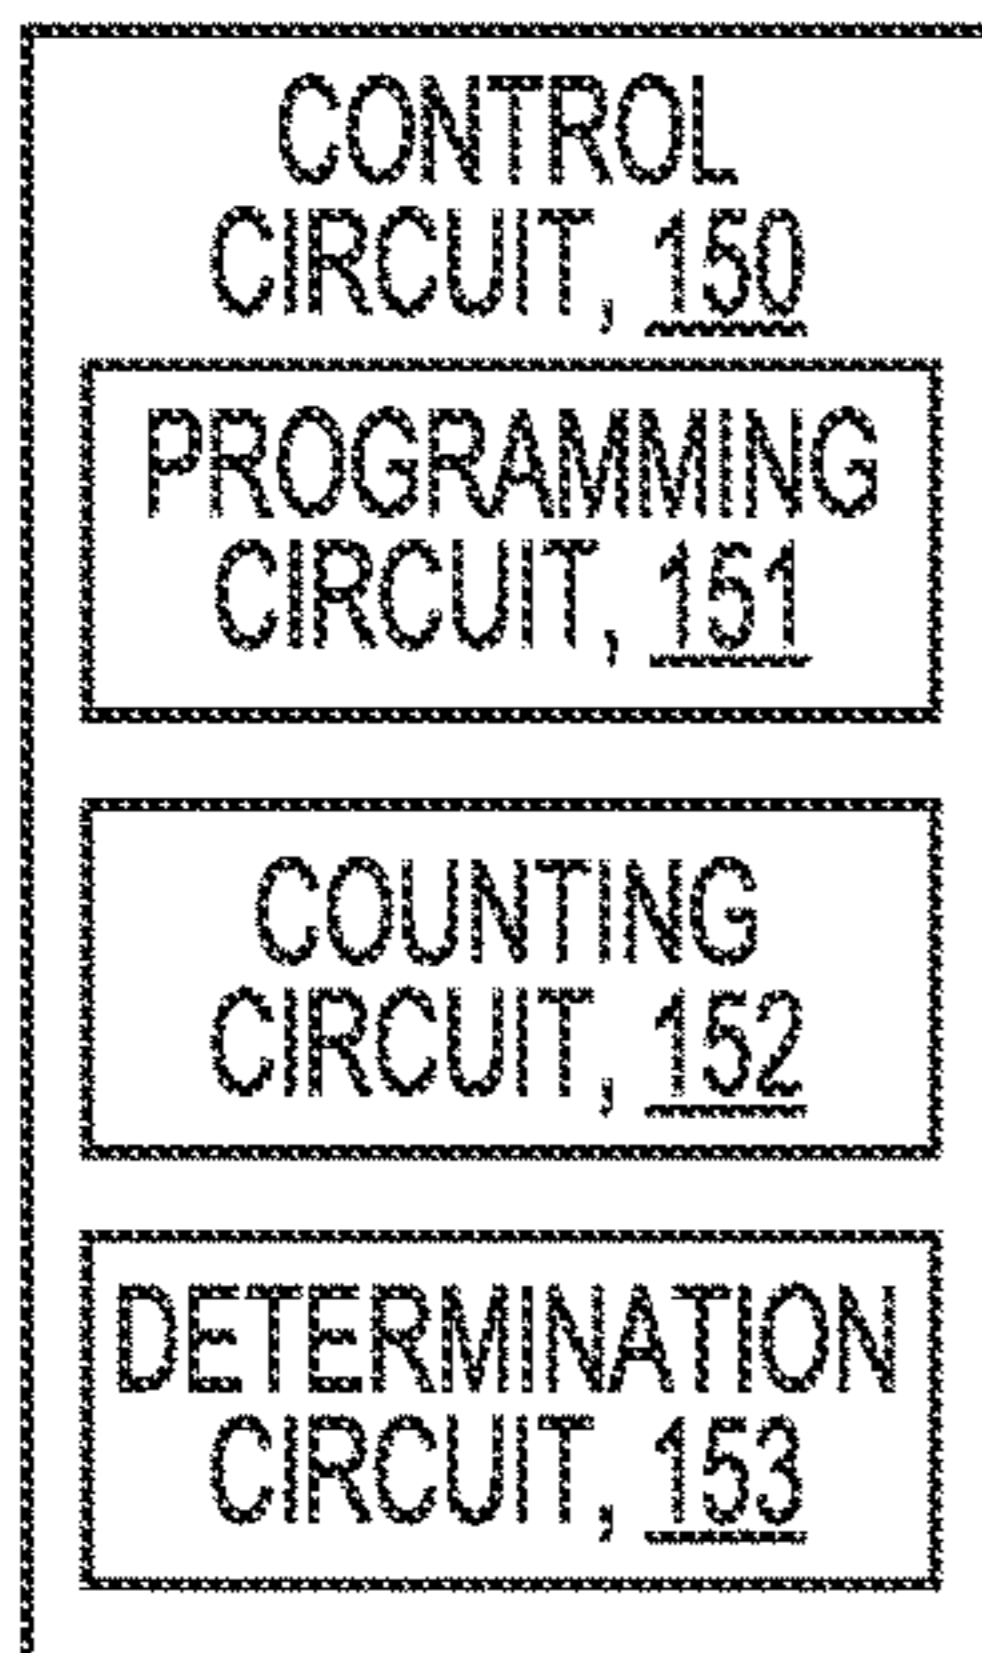 CONTROL
CIRCUIT, 150
PROGRAMMING
CIRCUIT, 151
COUNTING
CIRCUIT, 152
DETERMINATION
CIRCUIT, 153